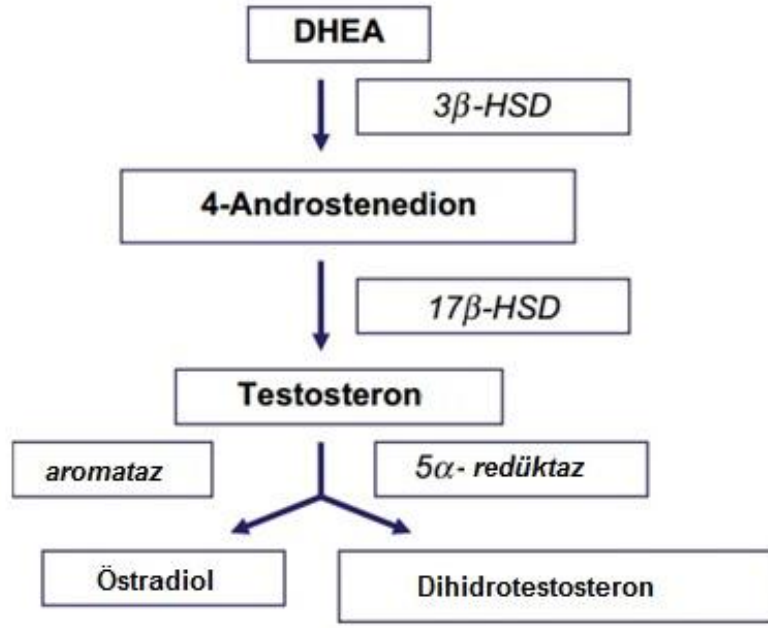 DHEA
3β-HSD
4-Androstenedion
17β-HSD
Testosteron
aromataz
5α- redüktaz
Östradiol
Dihidrotestosteron